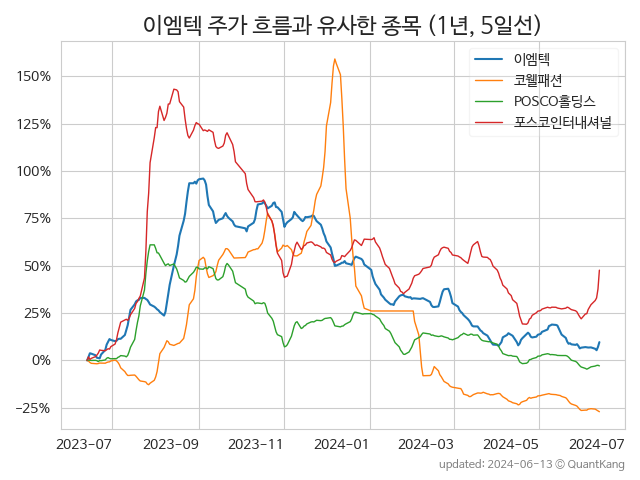 이엠텍 주가 흐름과 유사한 종목 (1년, 5일선)
이엠텍
코웰패션
POSCO홀딩스
포스코인터내셔널
150%
125%
100%
75%
50%
25%
0%
−25%
2023-07 2023-09 2023-11 2024-01 2024-03 2024-05 2024-07
updated: 2024-06-13 © QuantKang